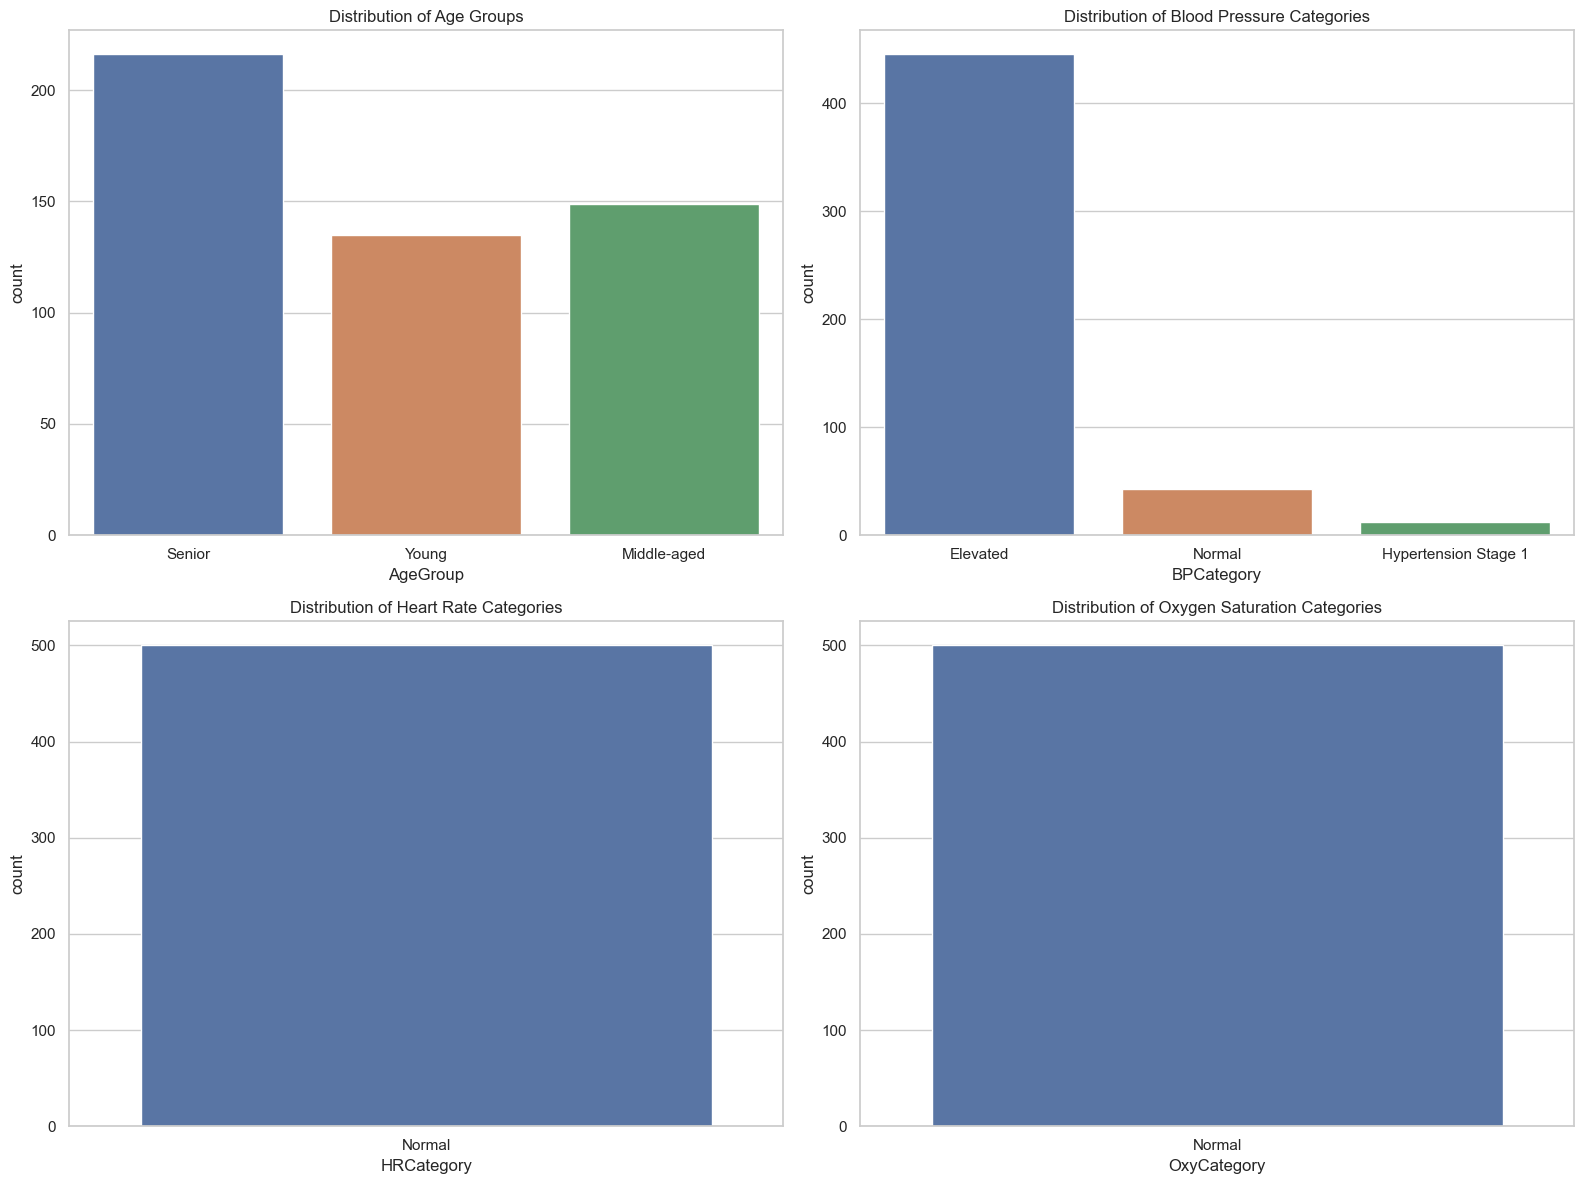 Distribution of Age Groups
200
150
100
50
0
count
Senior Young Middle-aged
AgeGroup
Distribution of Blood Pressure Categories
400
300
200
100
0
count
Elevated Normal Hypertension Stage 1
BPCategory
Distribution of Heart Rate Categories
500
400
300
200
100
0
count
Normal
HRCategory
Distribution of Oxygen Saturation Categories
500
400
300
200
100
0
count
Normal
OxyCategory